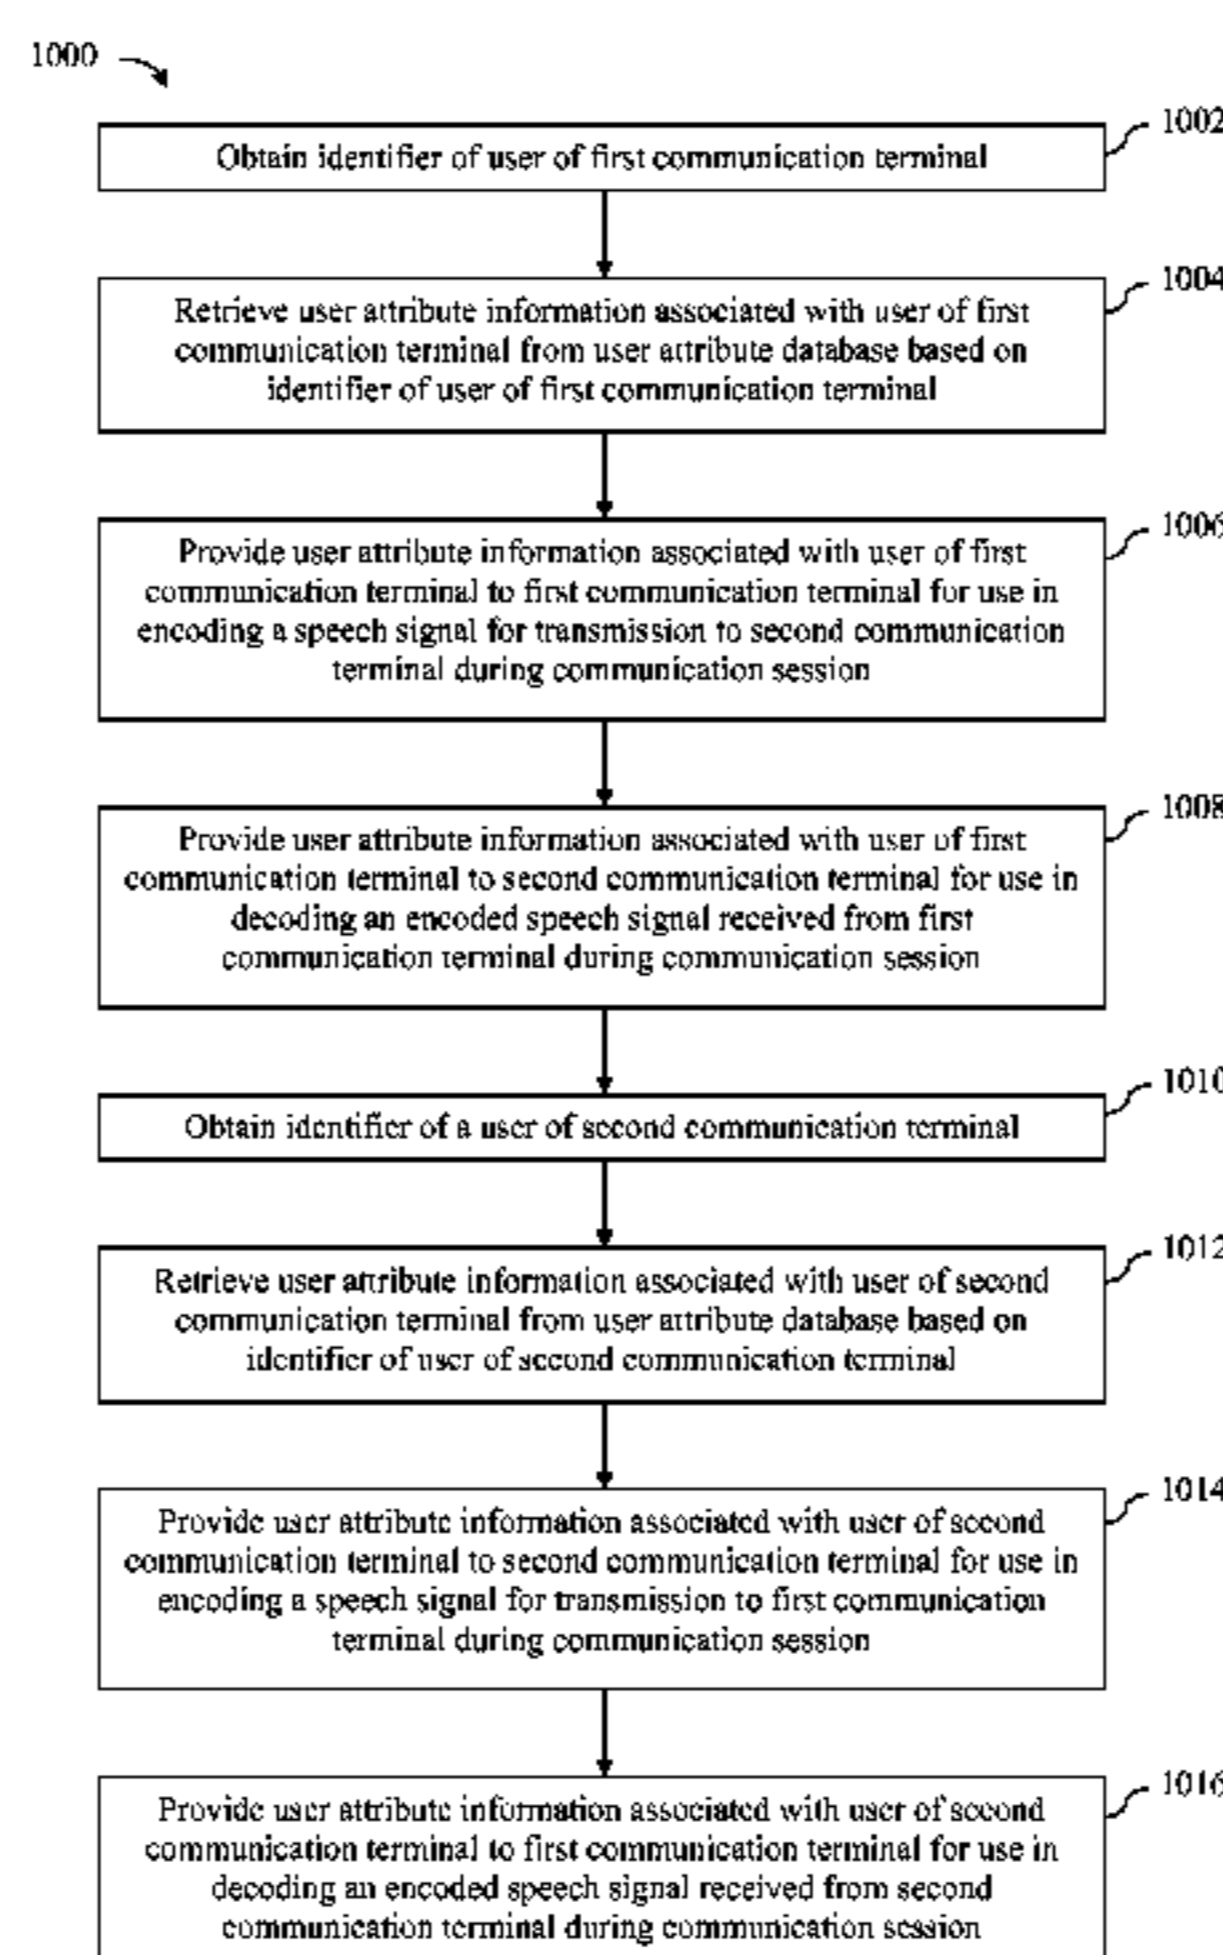 1000
1002
Obtain identifier of user of first communication terminal
1004
Retrieve user attribute information associated with user of first
communication terminal from user attribute database based on
identifier of user of first communication terminal
1006
Provide user attribute information associated with user of first
communication terminal to first communication terminal for use in
encoding a speech signal for transmission to second communication
terminal during communication session
1008
Provide user attribute information associated with user of first
communication terminal to second communication terminal for use in
decoding an encoded speech signal received from first
communication terminal during communication session
1010
Obtain identifier of a user of second communication terminal
1012
Retrieve user attribute information associated with user of second
communication terminal from user attribute database based on
identifier of user of second communication terminal
1014
Provide user attribute information associated with user of second
communication terminal to second communication terminal for use in
encoding a speech signal for transmission to first communication
terminal during communication session
1016
Provide user attribute information associated with user of second
communication terminal to first communication terminal for use in
decoding an encoded speech signal received from second
communication terminal during communication session